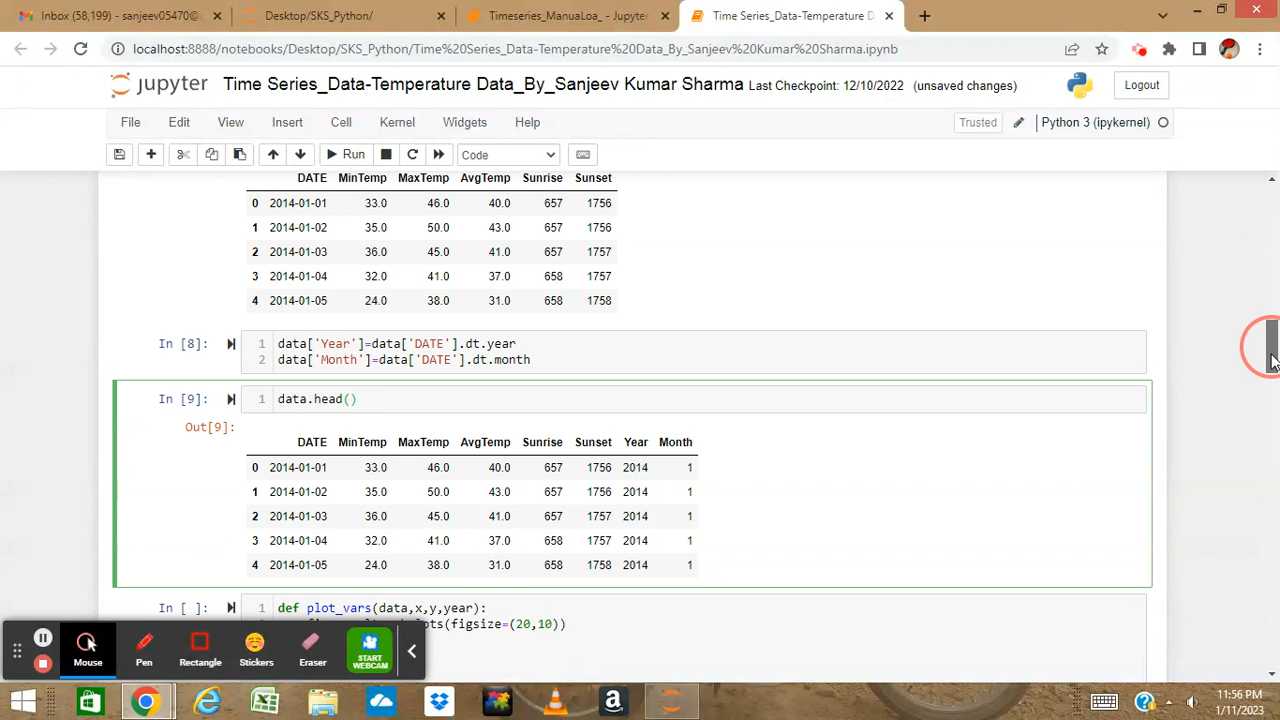 Inbox (58,199) - sanjeev05470@g
Desktop/SKS_Python/
Timeseries_ManuaLoa_ - Jupyter
Time Series_Data-Temperature D
localhost:8888/notebooks/Desktop/SKS_Python/Time%20Series_Data-Temperature%20Data_By_Sanjeev%20Kumar%20Sharma.ipynb
jupyter Time Series_Data-Temperature Data_By_Sanjeev Kumar Sharma Last Checkpoint: 12/10/2022 (unsaved changes) Logout
File Edit View Insert Cell Kernel Widgets Help Trusted Python 3 (ipykernel)
Run Code
DATE MinTemp MaxTemp AvgTemp Sunrise Sunset
0 2014-01-01 33.0 46.0 40.0 657 1756
1 2014-01-02 35.0 50.0 43.0 657 1756
2 2014-01-03 36.0 45.0 41.0 657 1757
3 2014-01-04 32.0 41.0 37.0 658 1757
4 2014-01-05 24.0 38.0 31.0 658 1758
In [8]: 1 data['Year']=data['DATE'].dt.year
2 data['Month']=data['DATE'].dt.month
In [9]: 1 data.head()
Out[9]:
DATE MinTemp MaxTemp AvgTemp Sunrise Sunset Year Month
0 2014-01-01 33.0 46.0 40.0 657 1756 2014 1
1 2014-01-02 35.0 50.0 43.0 657 1756 2014 1
2 2014-01-03 36.0 45.0 41.0 657 1757 2014 1
3 2014-01-04 32.0 41.0 37.0 658 1757 2014 1
4 2014-01-05 24.0 38.0 31.0 658 1758 2014 1
In [ ]: 1 def plot_vars(data,x,y,year):
(figsize=(20,10))
Mouse Pen Rectangle Stickers Eraser START WEBCAM
11:56 PM
1/11/2023